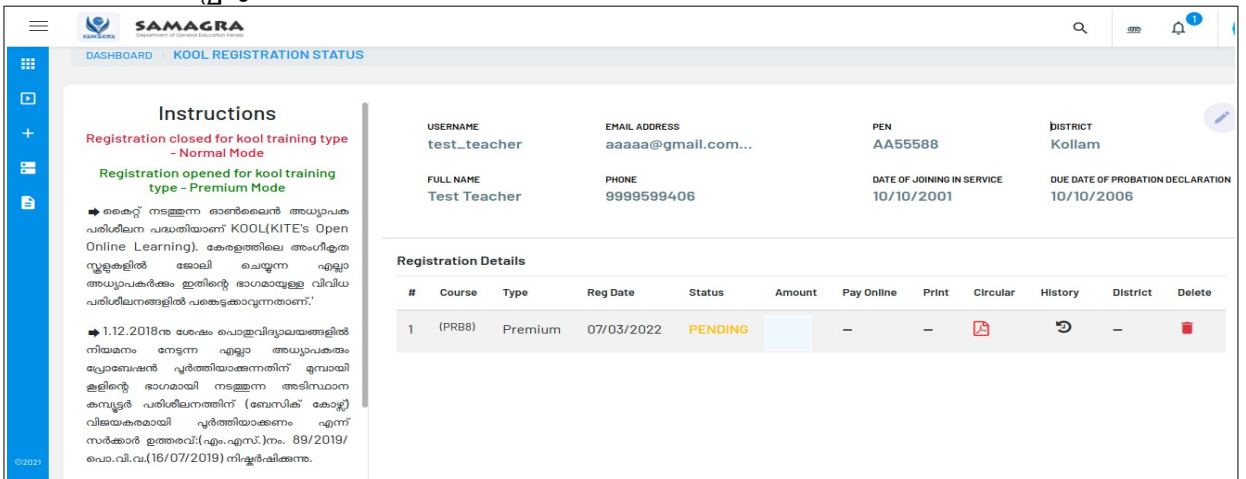 SAMAGRA
Department of General Education Kerala
1
DASHBOARD > KOOL REGISTRATION STATUS
Instructions
Registration closed for kool training type
- Normal Mode
Registration opened for kool training
type - Premium Mode
➡ കൈറ്റ് നടത്തുന്ന ഓൺലൈൻ അധ്യാപക
പരിശീലന പദ്ധതിയാണ് KOOL(KITE's Open
Online Learning). കേരളത്തിലെ അംഗീകൃത
സ്കൂളുകളിൽ ജോലി ചെയ്യുന്ന എല്ലാ
അധ്യാപകർക്കും ഇതിന്റെ ഭാഗമായുള്ള വിവിധ
പരിശീലനങ്ങളിൽ പങ്കെടുക്കാവുന്നതാണ്.'
➡ 1.12.2018നു ശേഷം പൊതുവിദ്യാലയങ്ങളിൽ
നിയമനം നേടുന്ന എല്ലാ അധ്യാപകരും
പ്രോബേഷൻ പൂർത്തിയാക്കുന്നതിന് മുമ്പായി
കൂളിന്റെ ഭാഗമായി നടത്തുന്ന അടിസ്ഥാന
കമ്പ്യൂട്ടർ പരിശീലനത്തിന് (ബേസിക് കോഴ്സ്)
വിജയകരമായി പൂർത്തിയാക്കണം എന്ന്
സർക്കാർ ഉത്തരവ്:(എം.എസ്.)നം. 89/2019/
പൊ.വി.വ.(16/07/2019) നിഷ്കർഷിക്കുന്നു.
©2021
USERNAME EMAIL ADDRESS PEN DISTRICT
test_teacher aaaaa@gmail.com... AA55588 Kollam
FULL NAME PHONE DATE OF JOINING IN SERVICE DUE DATE OF PROBATION DECLARATION
Test Teacher 9999599406 10/10/2001 10/10/2006
Registration Details
# Course Type Reg Date Status Amount Pay Online Print Circular History District Delete
1 (PRB8) Premium 07/03/2022 PENDING – – –